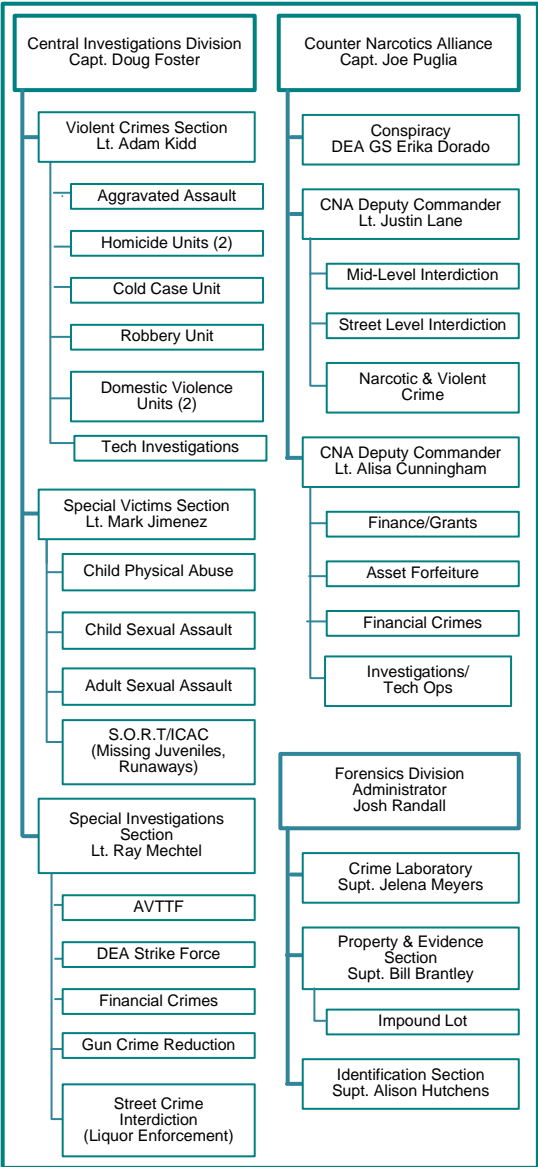 Central Investigations Division
Capt. Doug Foster
Violent Crimes Section
Lt. Adam Kidd
Aggravated Assault
Homicide Units (2)
Cold Case Unit
Robbery Unit
Domestic Violence
Units (2)
Tech Investigations
Special Victims Section
Lt. Mark Jimenez
Child Physical Abuse
Child Sexual Assault
Adult Sexual Assault
S.O.R.T/ICAC
(Missing Juveniles,
Runaways)
Special Investigations
Section
Lt. Ray Mechtel
AVTTF
DEA Strike Force
Financial Crimes
Gun Crime Reduction
Street Crime
Interdiction
(Liquor Enforcement)
Counter Narcotics Alliance
Capt. Joe Puglia
Conspiracy
DEA GS Erika Dorado
CNA Deputy Commander
Lt. Justin Lane
Mid-Level Interdiction
Street Level Interdiction
Narcotic & Violent
Crime
CNA Deputy Commander
Lt. Alisa Cunningham
Finance/Grants
Asset Forfeiture
Financial Crimes
Investigations/
Tech Ops
Forensics Division
Administrator
Josh Randall
Crime Laboratory
Supt. Jelena Meyers
Property & Evidence
Section
Supt. Bill Brantley
Impound Lot
Identification Section
Supt. Alison Hutchens